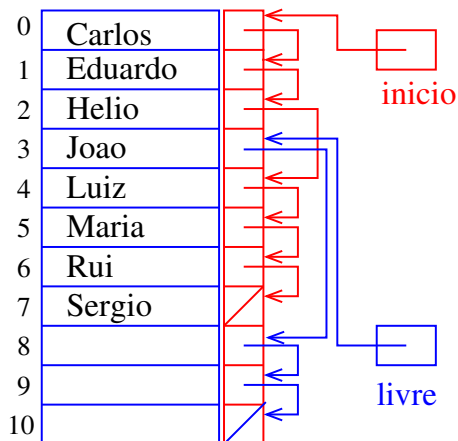 0 Carlos
1 Eduardo
inicio
2 Helio
3 Joao
4 Luiz
5 Maria
6 Rui
7 Sergio
8
9
livre
10